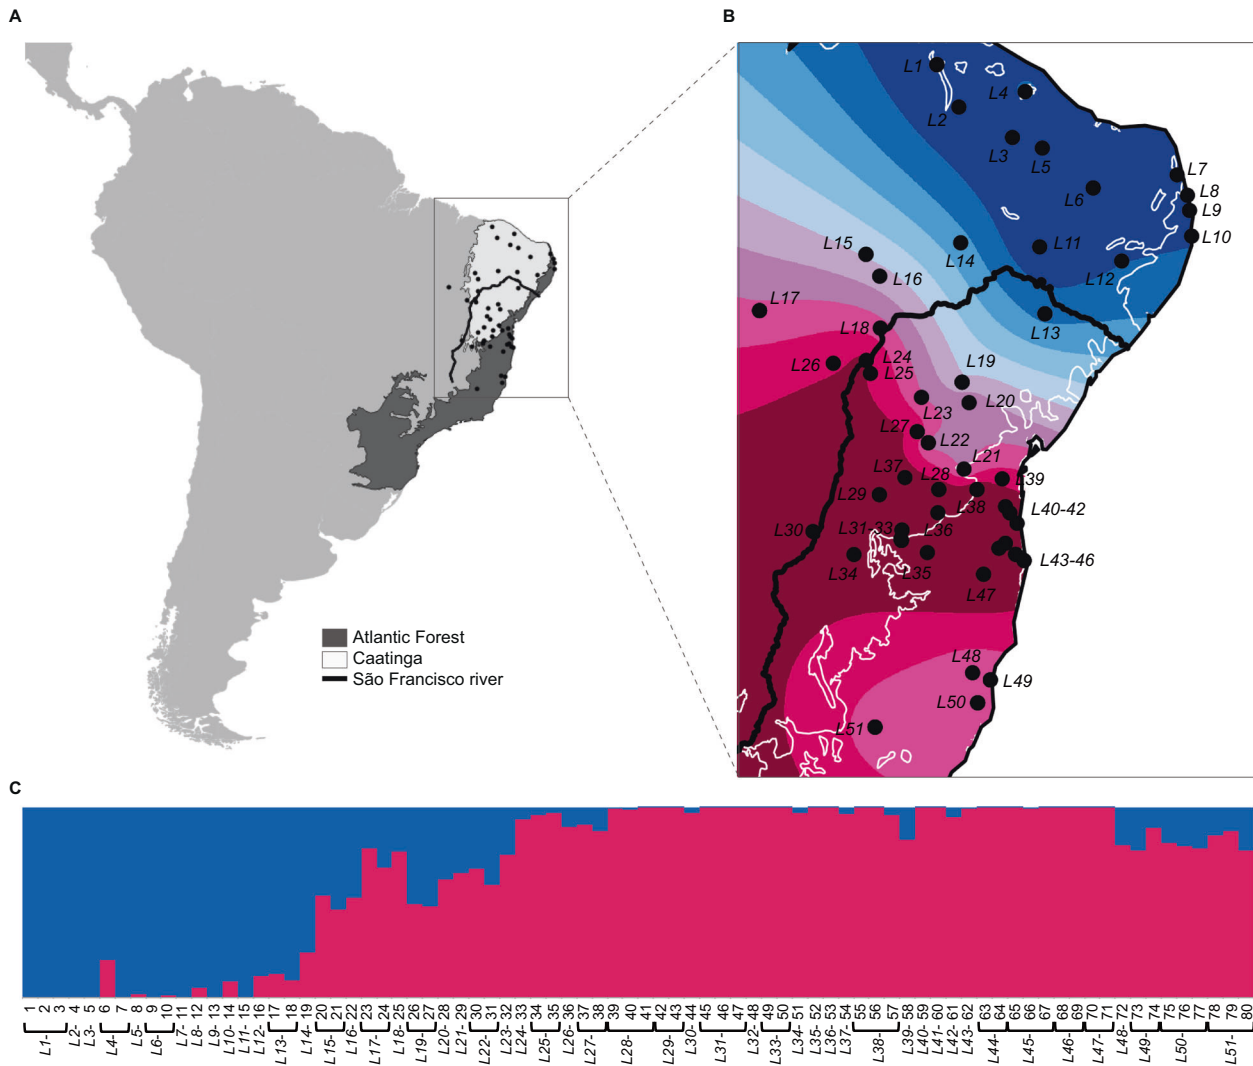 A
B
L1
L4
L2
L3
L5
L7
L6
L8
L9
L10
L15
L14
L11
L12
L16
L17
L13
L18
L24
L19
L26
L25
L23
L20
L27
L22
L21
L37
L28
L39
L29
L38
L40-42
L30
L31-33
L36
L34
L35
L43-46
L47
L48
L49
L50
L51
Atlantic Forest
Caatinga
São Francisco river
C
1 2 3 4 5 6 7 8 9 10 11 12 13 14 15 16 17 18 19 20 21 22 23 24 25 26 27 28 29 30 31 32 33 34 35 36 37 38 39 40 41 42 43 44 45 46 47 48 49 50 51 52 53 54 55 56 57 58 59 60 61 62 63 64 65 66 67 68 69 70 71 72 73 74 75 76 77 78 79 80
L1- L2- L3- L4- L5- L6- L7- L8- L9- L10- L11- L12- L13- L14- L15- L16- L17- L18- L19- L20- L21- L22- L23- L24- L25- L26- L27- L28- L29- L30- L31- L32- L33- L34- L35- L36- L37- L38- L39- L40- L41- L42- L43- L44- L45- L46- L47- L48- L49- L50- L51-